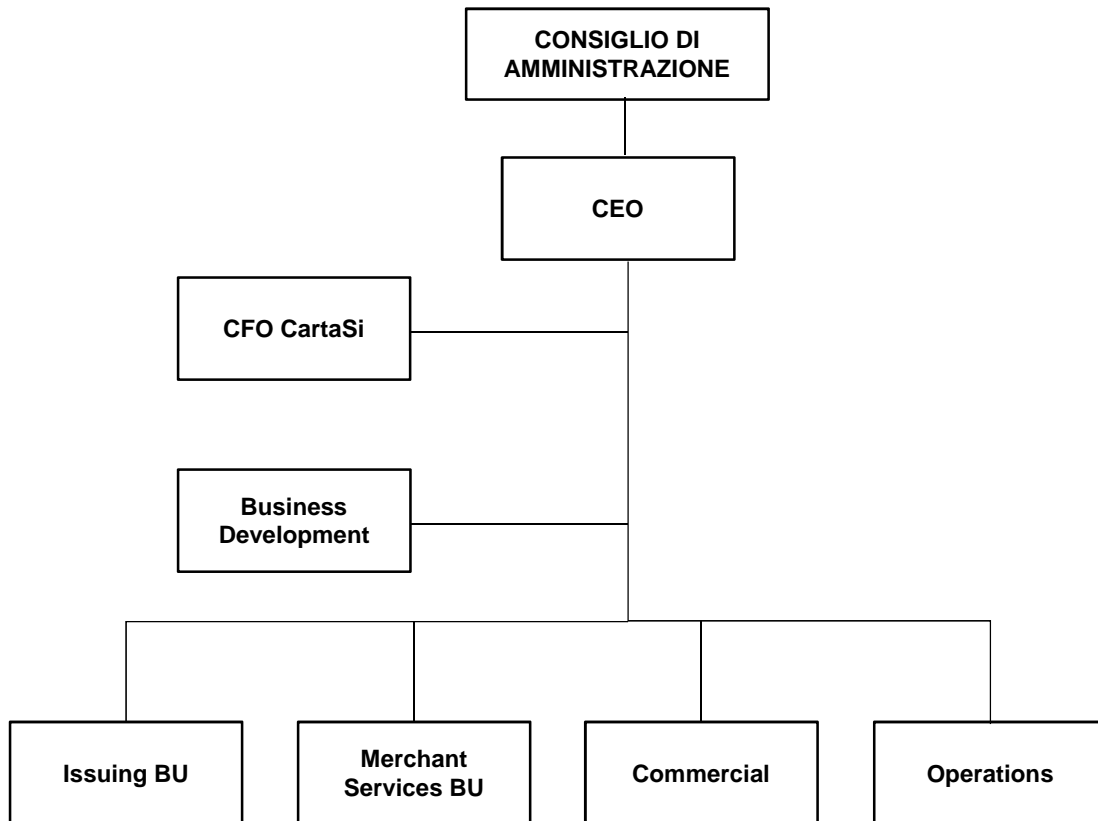 CONSIGLIO DI
AMMINISTRAZIONE
CEO
CFO CartaSi
Business
Development
Issuing BU
Merchant
Services BU
Commercial
Operations